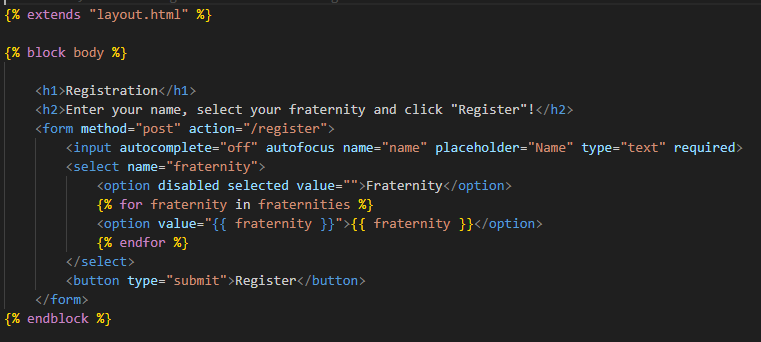 {% extends "layout.html" %}
{% block body %}
<h1>Registration</h1>
<h2>Enter your name, select your fraternity and click "Register"!</h2>
<form method="post" action="/register">
<input autocomplete="off" autofocus name="name" placeholder="Name" type="text" required>
<select name="fraternity">
<option disabled selected value="">Fraternity</option>
{% for fraternity in fraternities %}
<option value="{{ fraternity }}">{{ fraternity }}</option>
{% endfor %}
</select>
<button type="submit">Register</button>
</form>
{% endblock %}